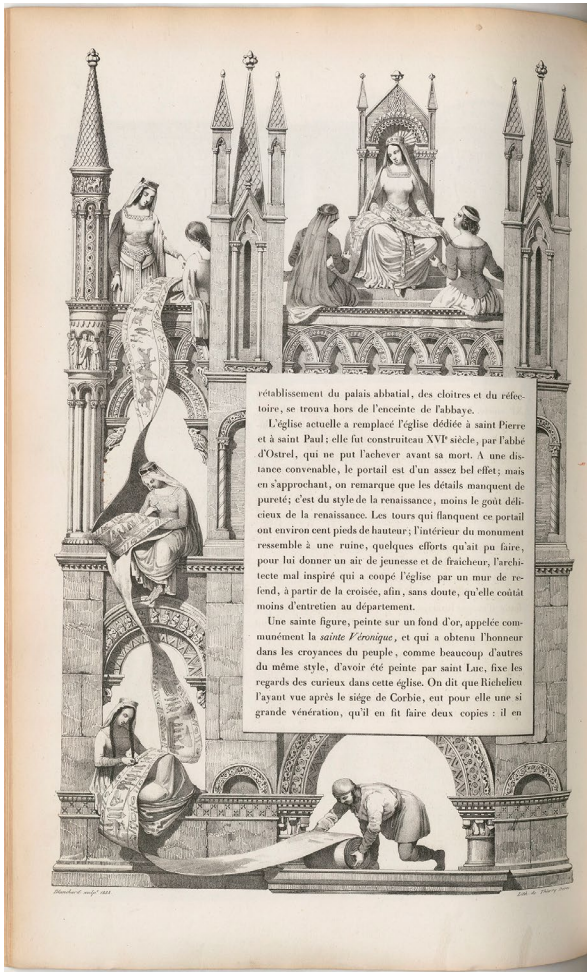 rétablissement du palais abbatial, des cloîtres et du réfec-
toire, se trouva hors de l'enceinte de l'abbaye.
L'église actuelle a remplacé l'église dédiée à saint Pierre
et à saint Paul; elle fut construiteau XVIe siècle, par l'abbé
d'Ostrel, qui ne put l'achever avant sa mort. A une dis-
tance convenable, le portail est d'un assez bel effet; mais
en s'approchant, on remarque que les détails manquent de
pureté; c'est du style de la renaissance, moins le goût déli-
cieux de la renaissance. Les tours qui flanquent ce portail
ont environ cent pieds de hauteur; l'intérieur du monument
ressemble à une ruine, quelques efforts qu'ait pu faire,
pour lui donner un air de jeunesse et de fraîcheur, l'archi-
tecte mal inspiré qui a coupé l'église par un mur de re-
fend, à partir de la croisée, afin, sans doute, qu'elle coûtât
moins d'entretien au département.
Une sainte figure, peinte sur un fond d'or, appelée com-
munément la sainte Véronique, et qui a obtenu l'honneur
dans les croyances du peuple, comme beaucoup d'autres
du même style, d'avoir été peinte par saint Luc, fixe les
regards des curieux dans cette église. On dit que Richelieu
l'ayant vue après le siége de Corbie, eut pour elle une si
grande vénération, qu'il en fit faire deux copies : il en